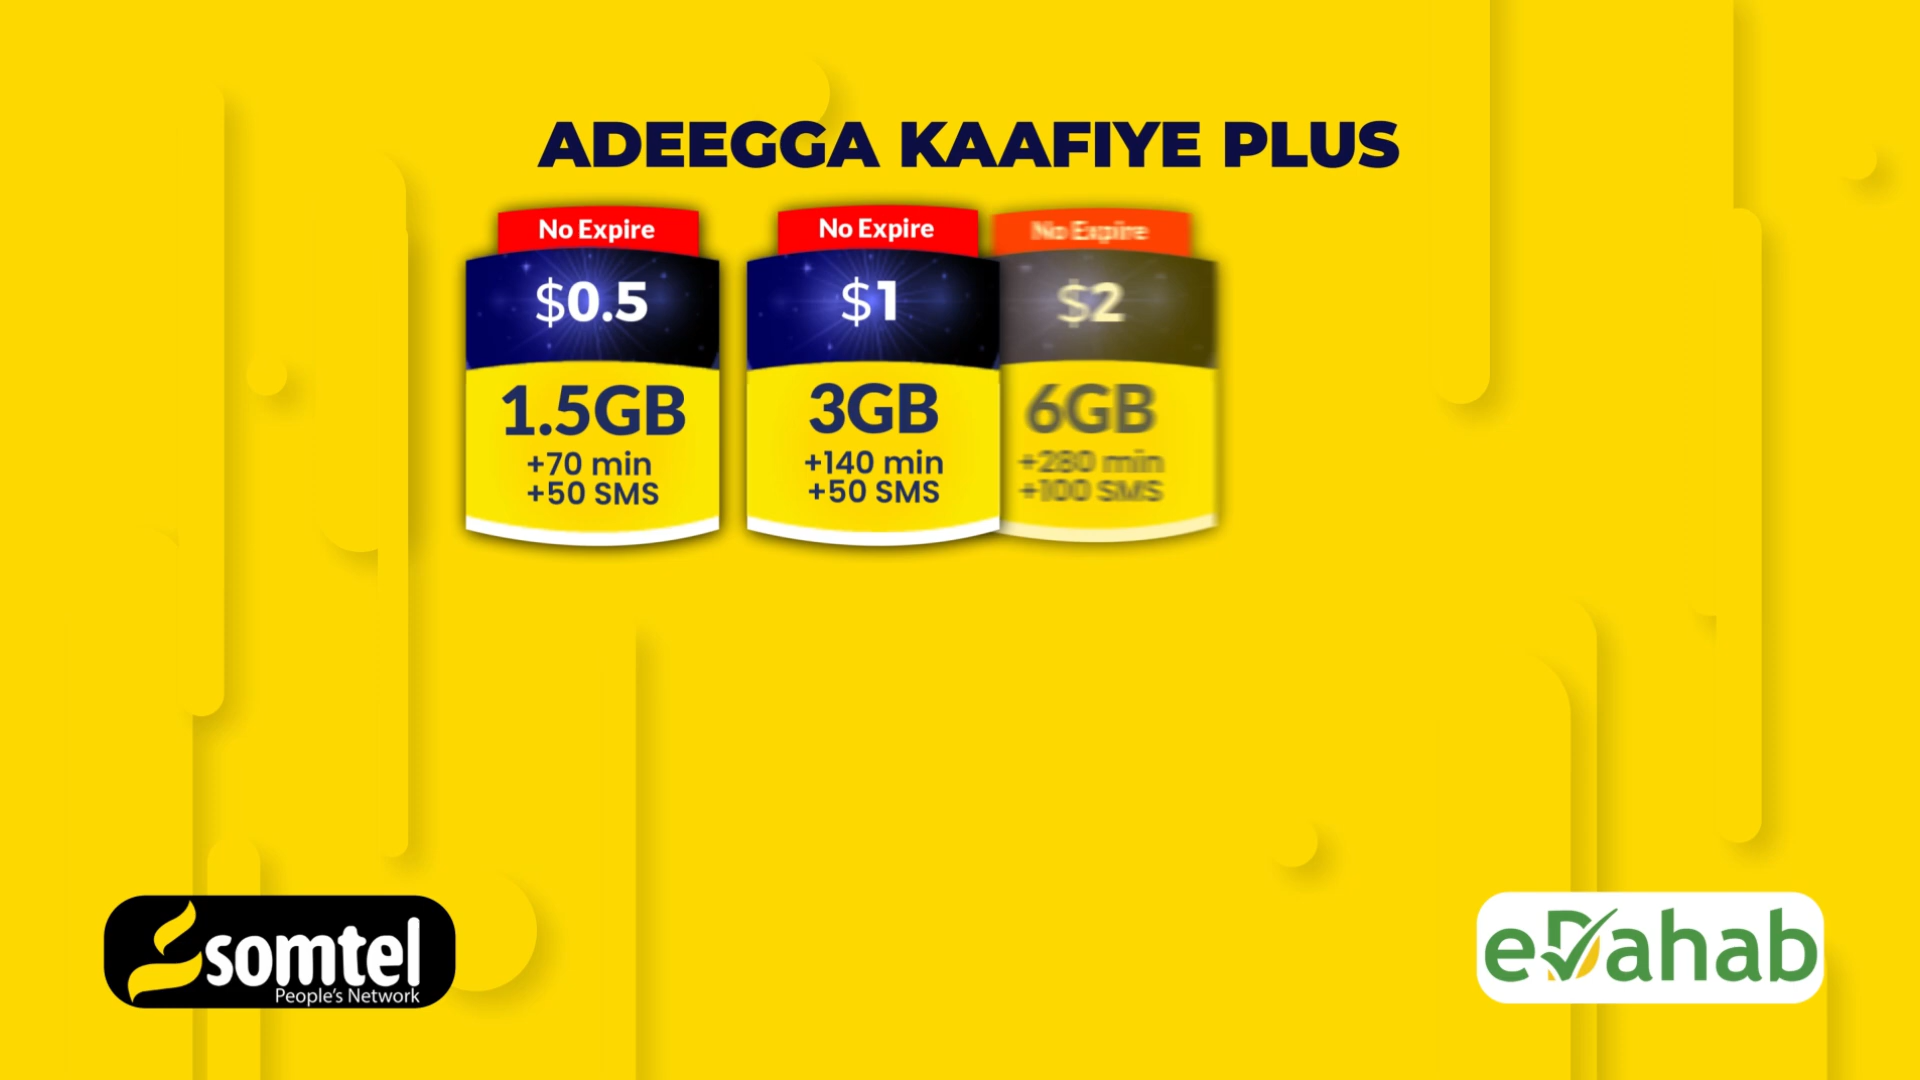 ADEEGGA KAAFIYE PLUS
No Expire
$0.5
1.5GB
+70 min
+50 SMS
No Expire
$1
3GB
+140 min
+50 SMS
No Expire
$2
6GB
+280 min
+100 SMS
somtel
People's Network
eDahab